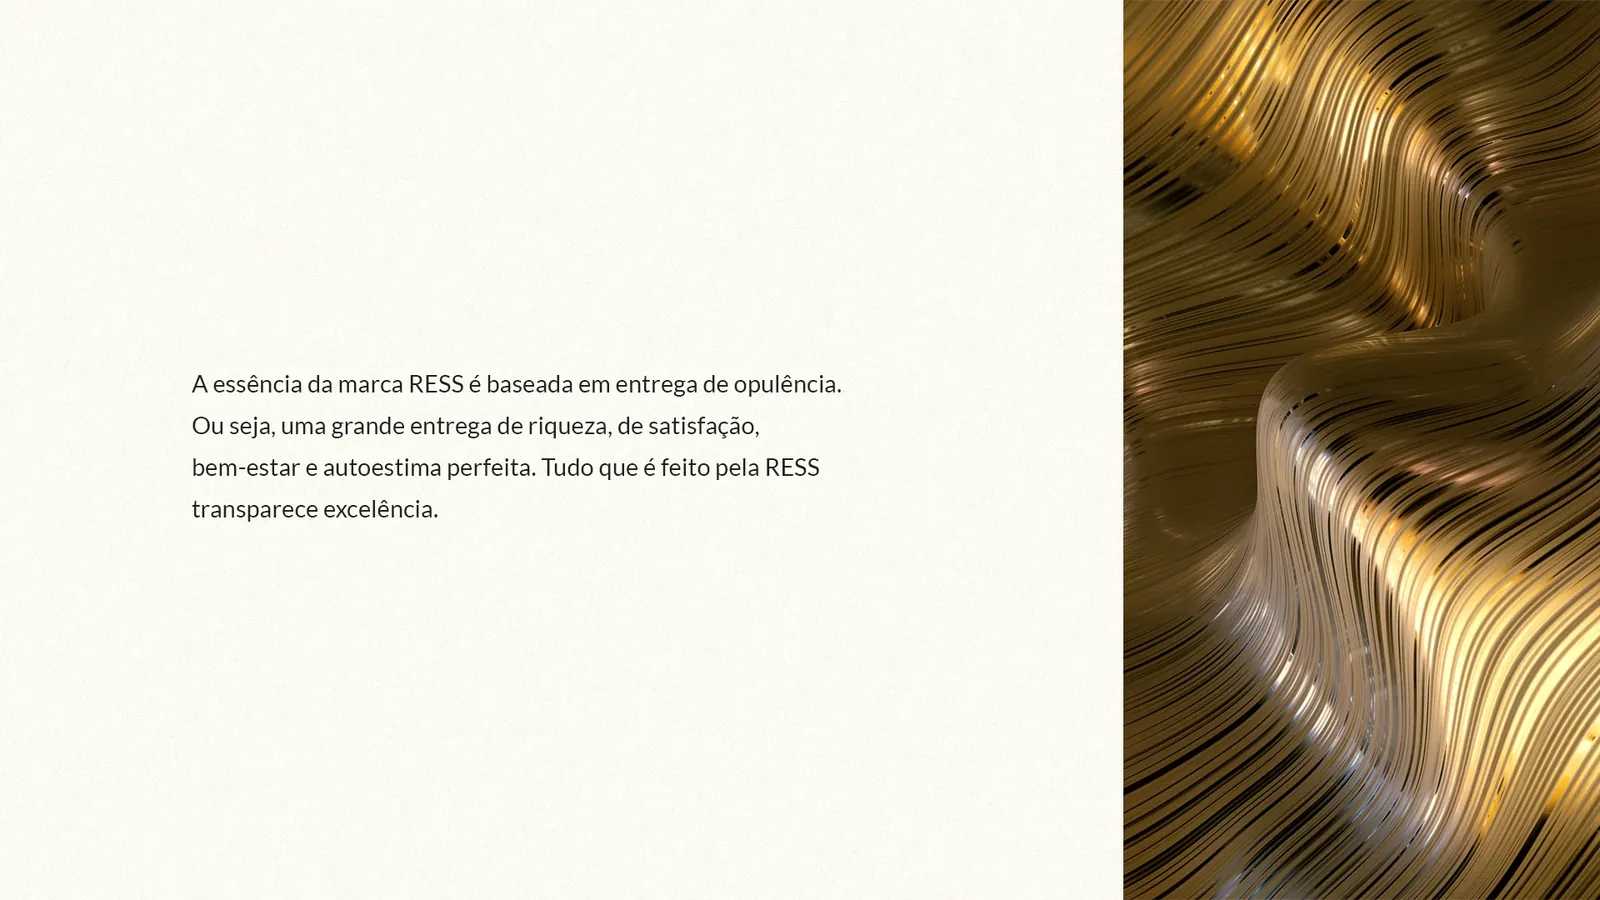 A essência da marca RESS é baseada em entrega de opulência.
Ou seja, uma grande entrega de riqueza, de satisfação,
bem-estar e autoestima perfeita. Tudo que é feito pela RESS
transparece excelência.